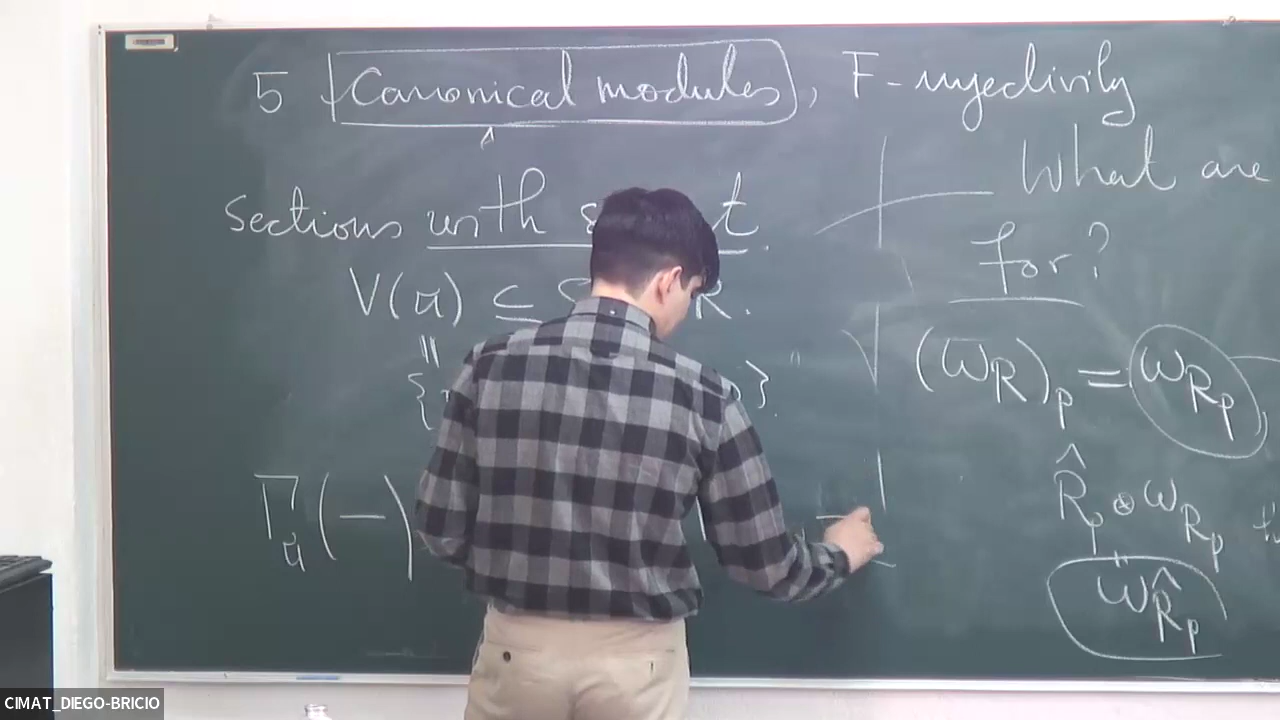 5 Canonical modules, F-injectivity
sections with s t.
V(𝔞) ⊆ S R.
"
{ }.
Γ_𝔞(—)
What are
for?
(ω_R)_p = ω_{R_p}
R̂_p ⊗ ω_{R_p}
"
ω_{R̂_p}
CIMAT_DIEGO-BRICIO